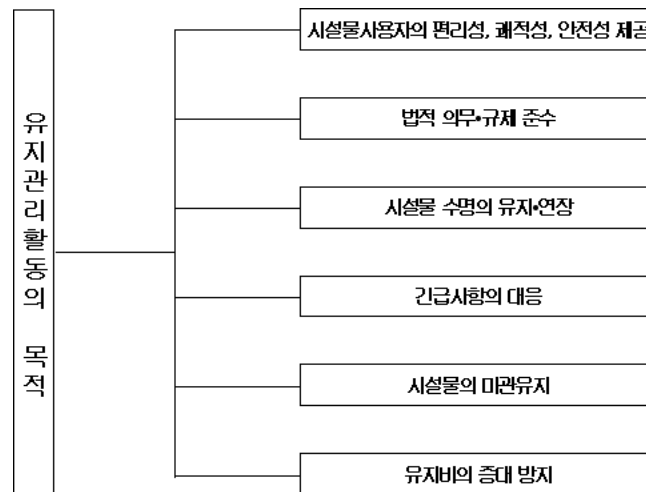 유지관리활동의 목적
시설물사용자의 편리성, 쾌적성, 안전성 제공
법적 의무•규제 준수
시설물 수명의 유지•연장
긴급사항의 대응
시설물의 미관유지
유지비의 증대 방지